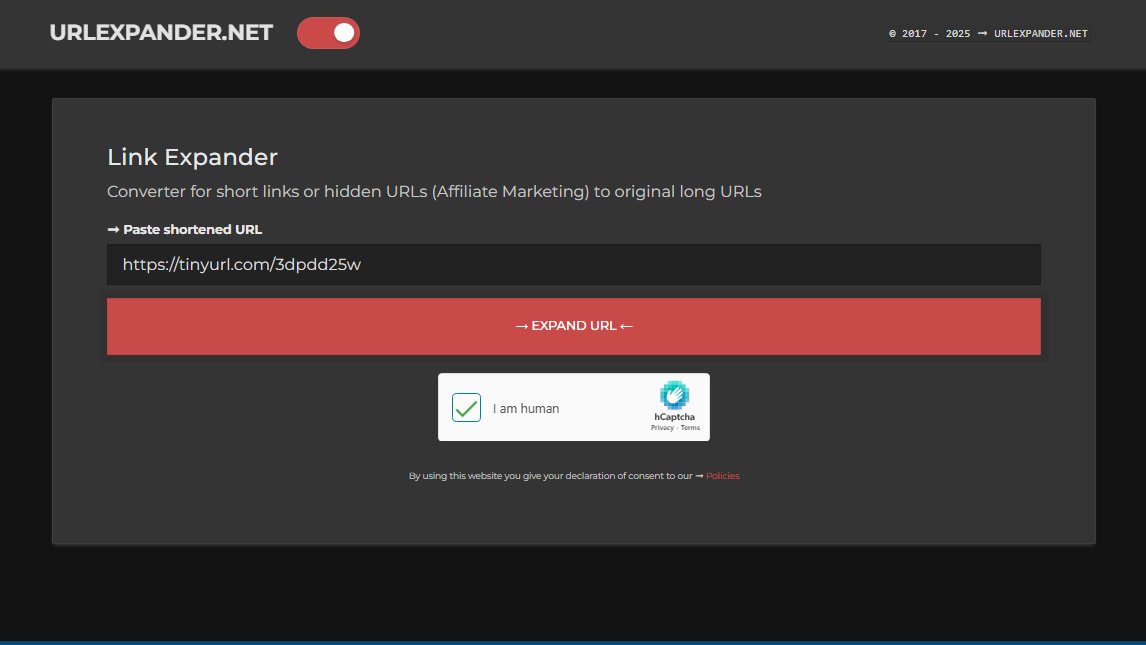 URLEXPANDER.NET
© 2017 - 2025 → URLEXPANDER.NET
Link Expander
Converter for short links or hidden URLs (Affiliate Marketing) to original long URLs
→ Paste shortened URL
https://tinyurl.com/3dpdd25w
→ EXPAND URL ←
I am human
hCaptcha
Privacy - Terms
By using this website you give your declaration of consent to our → Policies